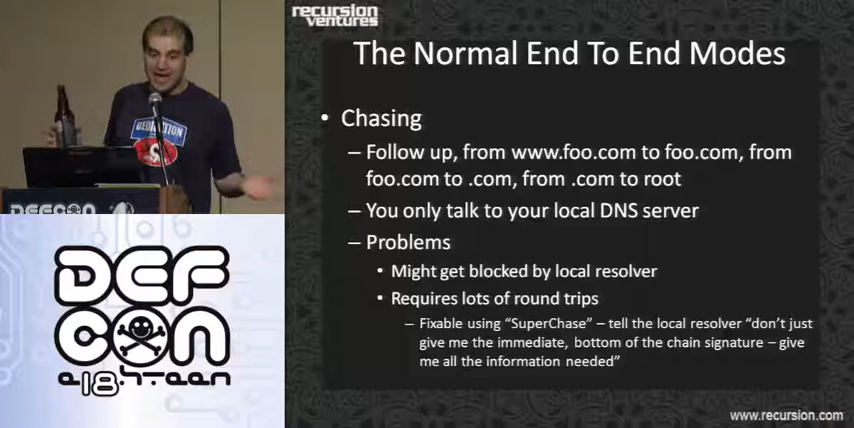 recursion
ventures
The Normal End To End Modes
• Chasing
– Follow up, from www.foo.com to foo.com, from
foo.com to .com, from .com to root
– You only talk to your local DNS server
– Problems
• Might get blocked by local resolver
• Requires lots of round trips
– Fixable using “SuperChase” – tell the local resolver “don’t just
give me the immediate, bottom of the chain signature – give
me all the information needed”
www.recursion.com
DEDICATION
DEFCON
DEF
CON
e18hteen